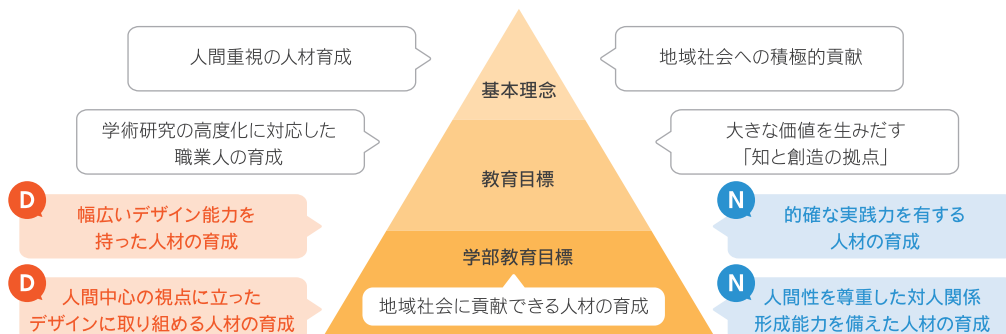 人間重視の人材育成
地域社会への積極的貢献
基本理念
学術研究の高度化に対応した
職業人の育成
大きな価値を生みだす
「知と創造の拠点」
教育目標
D
幅広いデザイン能力を
持った人材の育成
N
的確な実践力を有する
人材の育成
学部教育目標
地域社会に貢献できる人材の育成
D
人間中心の視点に立った
デザインに取り組める人材の育成
N
人間性を尊重した対人関係
形成能力を備えた人材の育成